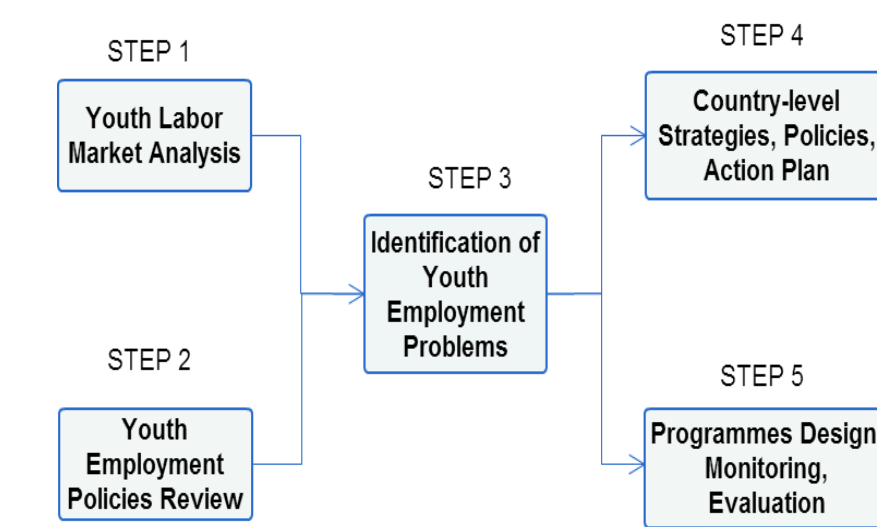 STEP 1
Youth Labor
Market Analysis
STEP 2
Youth
Employment
Policies Review
STEP 3
Identification of
Youth
Employment
Problems
STEP 4
Country-level
Strategies, Policies,
Action Plan
STEP 5
Programmes Design
Monitoring,
Evaluation